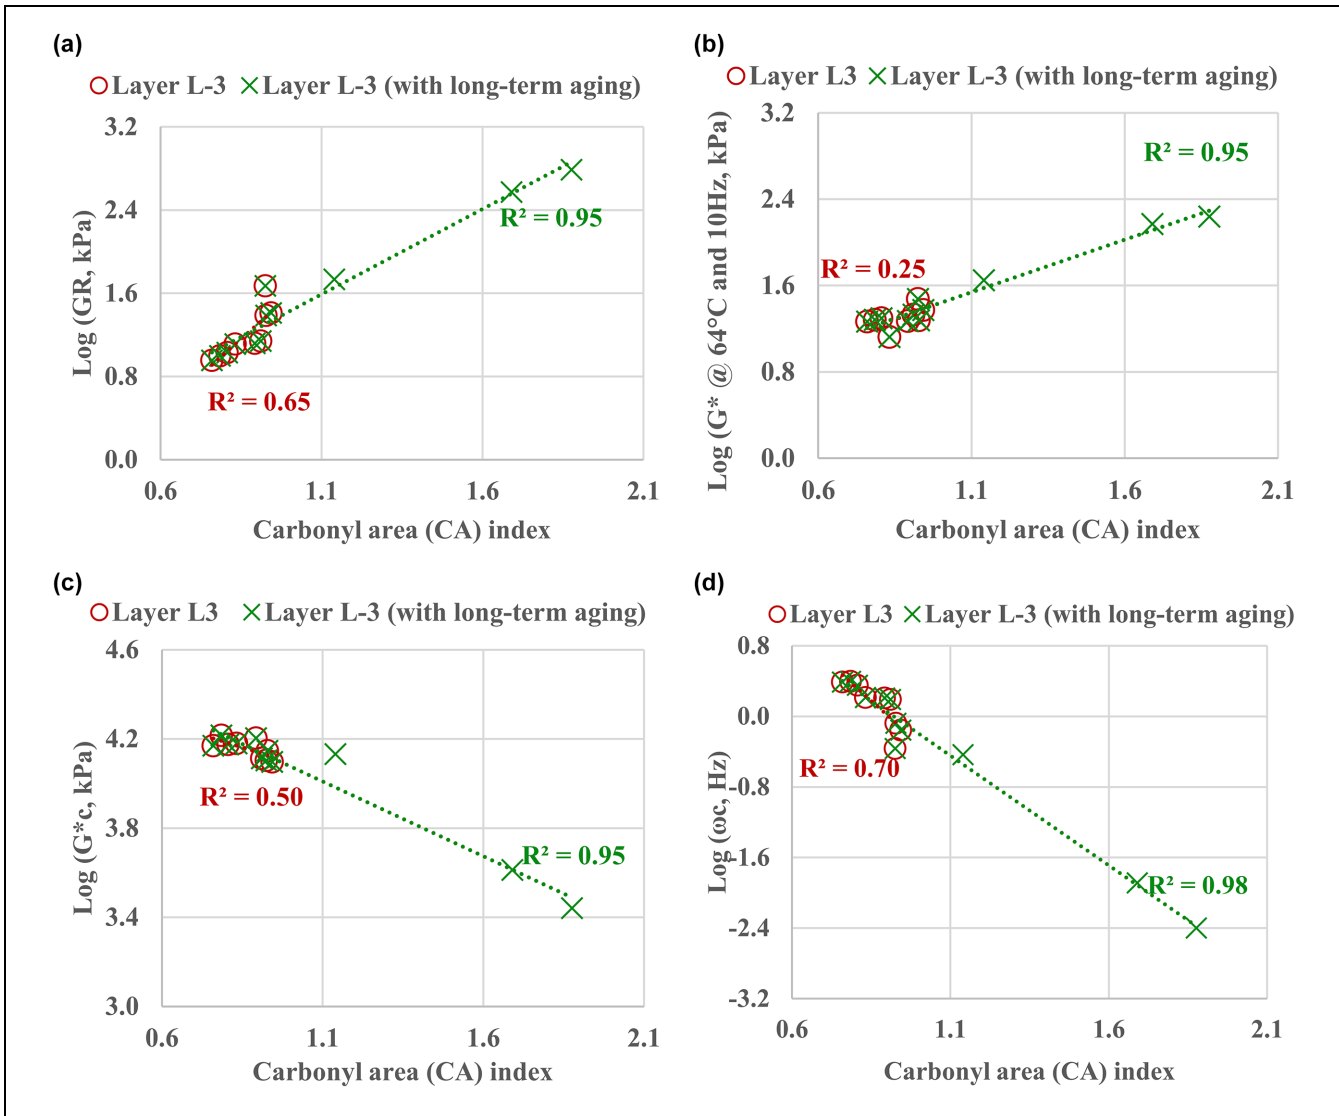 (a)
Layer L-3 Layer L-3 (with long-term aging)
3.2
2.4
1.6
0.8
0.0
Log (GR, kPa)
R² = 0.95
R² = 0.65
0.6 1.1 1.6 2.1
Carbonyl area (CA) index
(b)
Layer L3 Layer L-3 (with long-term aging)
3.2
2.4
1.6
0.8
0.0
Log (G* @ 64°C and 10Hz, kPa)
R² = 0.95
R² = 0.25
0.6 1.1 1.6 2.1
Carbonyl area (CA) index
(c)
Layer L3 Layer L-3 (with long-term aging)
4.6
4.2
3.8
3.4
3.0
Log (G*c, kPa)
R² = 0.50
R² = 0.95
0.6 1.1 1.6 2.1
Carbonyl area (CA) index
(d)
Layer L3 Layer L-3 (with long-term aging)
0.8
0.0
-0.8
-1.6
-2.4
-3.2
Log (ωc, Hz)
R² = 0.70
R² = 0.98
0.6 1.1 1.6 2.1
Carbonyl area (CA) index